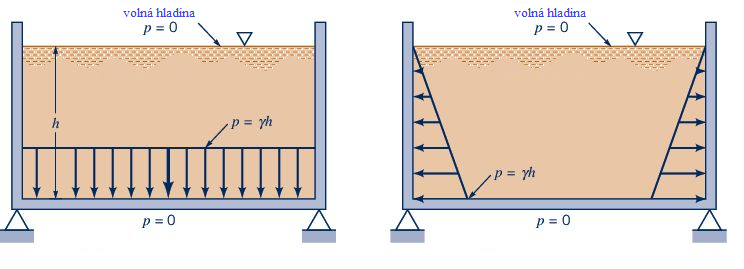 volná hladina
p = 0
h
p = γh
p = 0
volná hladina
p = 0
p = γh
p = 0